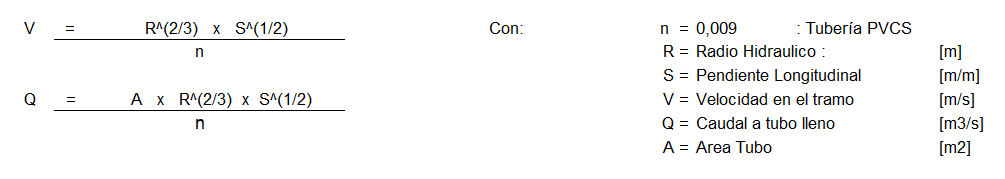 V = R^(2/3) x S^(1/2) Con: n = 0,009 : Tubería PVCS
n R = Radio Hidraulico : [m]
S = Pendiente Longitudinal [m/m]
Q = A x R^(2/3) x S^(1/2) V = Velocidad en el tramo [m/s]
n Q = Caudal a tubo lleno [m3/s]
A = Area Tubo [m2]